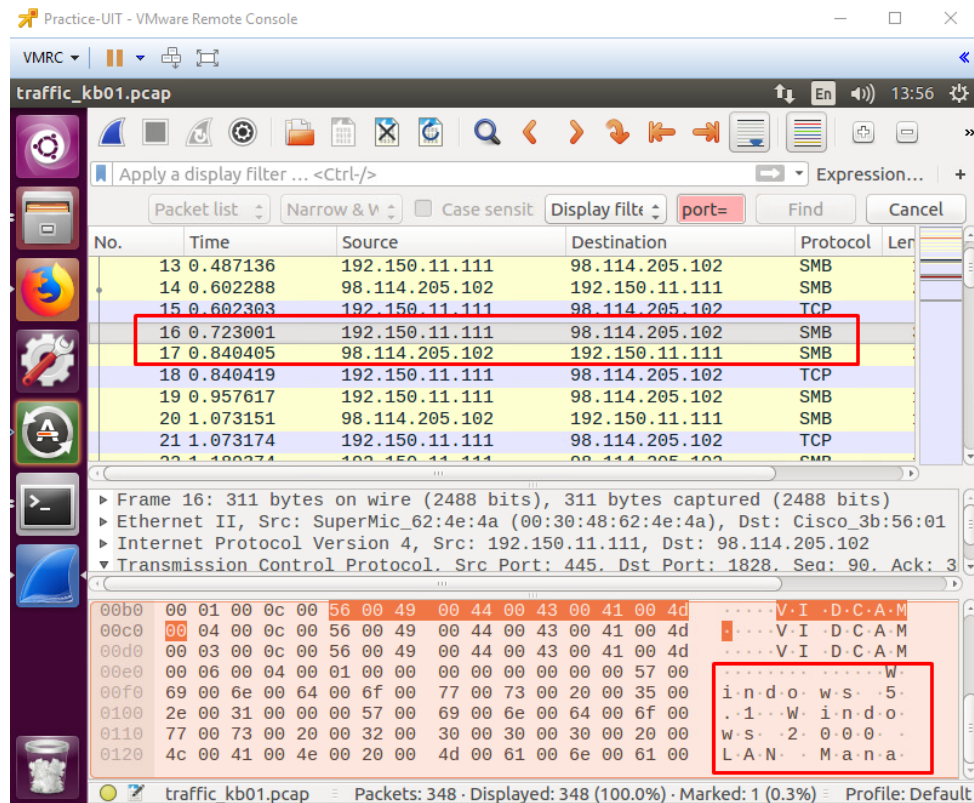 Practice-UIT - VMware Remote Console
VMRC
traffic_kb01.pcap En 13:56
Apply a display filter … <Ctrl-/> Expression… +
Packet list Narrow & Case sensit Display filte port= Find Cancel
No. Time Source Destination Protocol Len
13 0.487136 192.150.11.111 98.114.205.102 SMB
14 0.602288 98.114.205.102 192.150.11.111 SMB
15 0.602303 192.150.11.111 98.114.205.102 TCP
16 0.723001 192.150.11.111 98.114.205.102 SMB
17 0.840405 98.114.205.102 192.150.11.111 SMB
18 0.840419 192.150.11.111 98.114.205.102 TCP
19 0.957617 192.150.11.111 98.114.205.102 SMB
20 1.073151 98.114.205.102 192.150.11.111 SMB
21 1.073174 192.150.11.111 98.114.205.102 TCP
Frame 16: 311 bytes on wire (2488 bits), 311 bytes captured (2488 bits)
Ethernet II, Src: SuperMic_62:4e:4a (00:30:48:62:4e:4a), Dst: Cisco_3b:56:01
Internet Protocol Version 4, Src: 192.150.11.111, Dst: 98.114.205.102
Transmission Control Protocol, Src Port: 445, Dst Port: 1828, Seq: 90, Ack: 3
00b0 00 01 00 0c 00 56 00 49 00 44 00 43 00 41 00 4d ·····V·I ·D·C·A·M
00c0 00 04 00 0c 00 56 00 49 00 44 00 43 00 41 00 4d ·····V·I ·D·C·A·M
00d0 00 03 00 0c 00 56 00 49 00 44 00 43 00 41 00 4d ·····V·I ·D·C·A·M
00e0 00 06 00 04 00 01 00 00 00 00 00 00 00 00 57 00 ········ ······W·
00f0 69 00 6e 00 64 00 6f 00 77 00 73 00 20 00 35 00 i·n·d·o· w·s· ·5·
0100 2e 00 31 00 00 00 57 00 69 00 6e 00 64 00 6f 00 .·1···W· i·n·d·o·
0110 77 00 73 00 20 00 32 00 30 00 30 00 30 00 20 00 w·s· ·2· 0·0·0· ·
0120 4c 00 41 00 4e 00 20 00 4d 00 61 00 6e 00 61 00 L·A·N· · M·a·n·a·
traffic_kb01.pcap Packets: 348 · Displayed: 348 (100.0%) · Marked: 1 (0.3%) Profile: Default